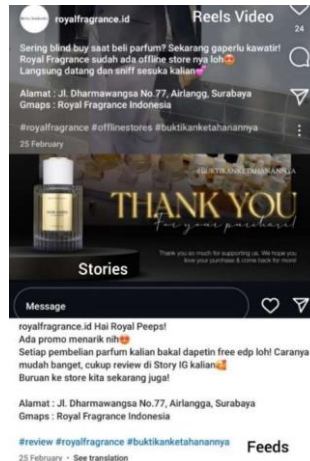 royalfragrance.id
Reels Video
24
Sering blind buy saat beli parfum? Sekarang gaperlu kawatir!
Royal Fragrance sudah ada offline store nya loh😍
Langsung datang dan sniff sesuka kalian💕
Alamat : Jl. Dharmawangsa No.77, Airlangg, Surabaya
Gmaps : Royal Fragrance Indonesia
#royalfragrance #offlinestores #buktikanketahanannya
25 February
#BUKTIKANKETAHANANNYA
THANK YOU
For your purchase!
Thank you so much for supporting us. We hope you
love your purchase & come back for more!
Stories
Message
royalfragrance.id Hai Royal Peeps!
Ada promo menarik nih😍
Setiap pembelian parfum kalian bakal dapetin free edp loh! Caranya
mudah banget, cukup review di Story IG kalian🥰
Buruan ke store kita sekarang juga!
Alamat : Jl. Dharmawangsa No.77, Airlangga, Surabaya
Gmaps : Royal Fragrance Indonesia
#review #royalfragrance #buktikanketahanannya
Feeds
25 February • See translation